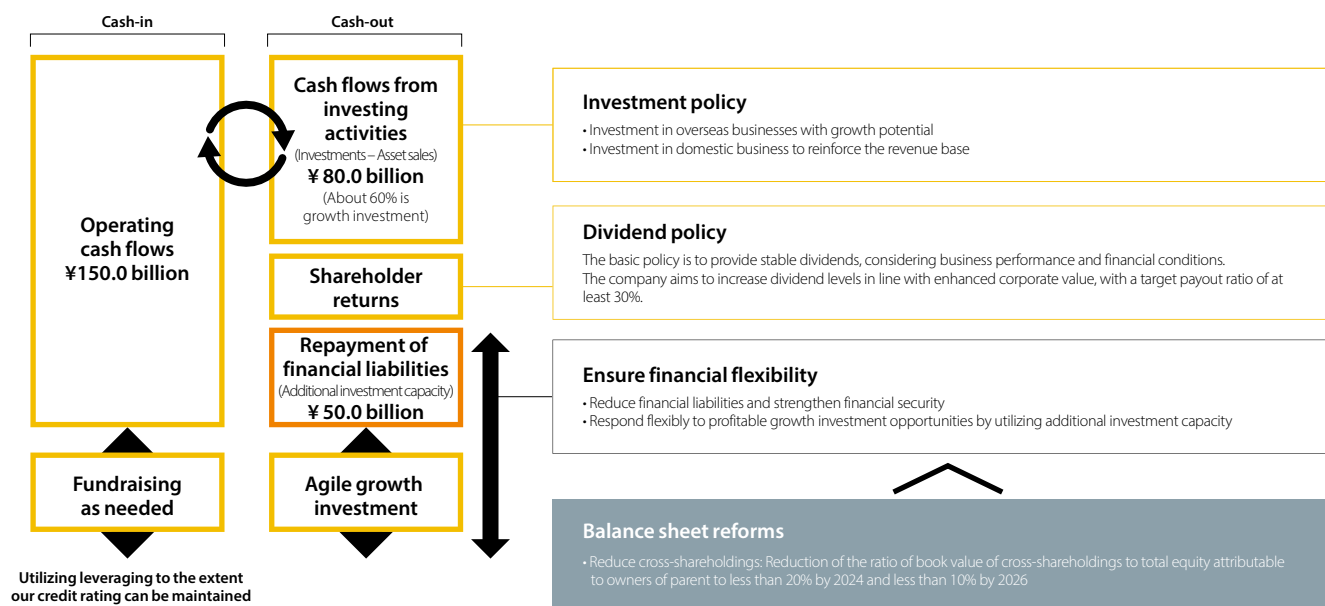 Cash-in
Cash-out
Operating
cash flows
¥150.0 billion
Fundraising
as needed
Utilizing leveraging to the extent
our credit rating can be maintained
Cash flows from
investing
activities
(Investments – Asset sales)
¥ 80.0 billion
(About 60% is
growth investment)
Shareholder
returns
Repayment of
financial liabilities
(Additional investment capacity)
¥ 50.0 billion
Agile growth
investment
Investment policy
• Investment in overseas businesses with growth potential
• Investment in domestic business to reinforce the revenue base
Dividend policy
The basic policy is to provide stable dividends, considering business performance and financial conditions.
The company aims to increase dividend levels in line with enhanced corporate value, with a target payout ratio of at
least 30%.
Ensure financial flexibility
• Reduce financial liabilities and strengthen financial security
• Respond flexibly to profitable growth investment opportunities by utilizing additional investment capacity
Balance sheet reforms
• Reduce cross-shareholdings: Reduction of the ratio of book value of cross-shareholdings to total equity attributable
to owners of parent to less than 20% by 2024 and less than 10% by 2026